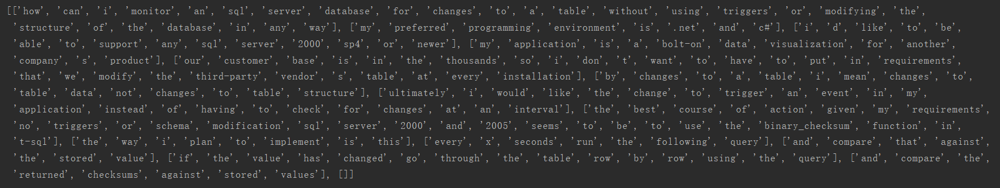 [['how', 'can', 'i', 'monitor', 'an', 'sql', 'server', 'database', 'for', 'changes', 'to', 'a', 'table', 'without', 'using', 'triggers', 'or', 'modifying', 'the',
'structure', 'of', 'the', 'database', 'in', 'any', 'way'], ['my', 'preferred', 'programming', 'environment', 'is', '.net', 'and', 'c#'], ['i', 'd', 'like', 'to', 'be',
'able', 'to', 'support', 'any', 'sql', 'server', '2000', 'sp4', 'or', 'newer'], ['my', 'application', 'is', 'a', 'bolt-on', 'data', 'visualization', 'for', 'another',
'company', 's', 'product'], ['our', 'customer', 'base', 'is', 'in', 'the', 'thousands', 'so', 'i', 'don', 't', 'want', 'to', 'have', 'to', 'put', 'in', 'requirements',
'that', 'we', 'modify', 'the', 'third-party', 'vendor', 's', 'table', 'at', 'every', 'installation'], ['by', 'changes', 'to', 'a', 'table', 'i', 'mean', 'changes', 'to',
'table', 'data', 'not', 'changes', 'to', 'table', 'structure'], ['ultimately', 'i', 'would', 'like', 'the', 'change', 'to', 'trigger', 'an', 'event', 'in', 'my',
'application', 'instead', 'of', 'having', 'to', 'check', 'for', 'changes', 'at', 'an', 'interval'], ['the', 'best', 'course', 'of', 'action', 'given', 'my', 'requirements',
'no', 'triggers', 'or', 'schema', 'modification', 'sql', 'server', '2000', 'and', '2005', 'seems', 'to', 'be', 'to', 'use', 'the', 'binary_checksum', 'function', 'in',
't-sql'], ['the', 'way', 'i', 'plan', 'to', 'implement', 'is', 'this'], ['every', 'x', 'seconds', 'run', 'the', 'following', 'query'], ['and', 'compare', 'that', 'against',
'the', 'stored', 'value'], ['if', 'the', 'value', 'has', 'changed', 'go', 'through', 'the', 'table', 'row', 'by', 'row', 'using', 'the', 'query'], ['and', 'compare', 'the',
'returned', 'checksums', 'against', 'stored', 'values'], []]